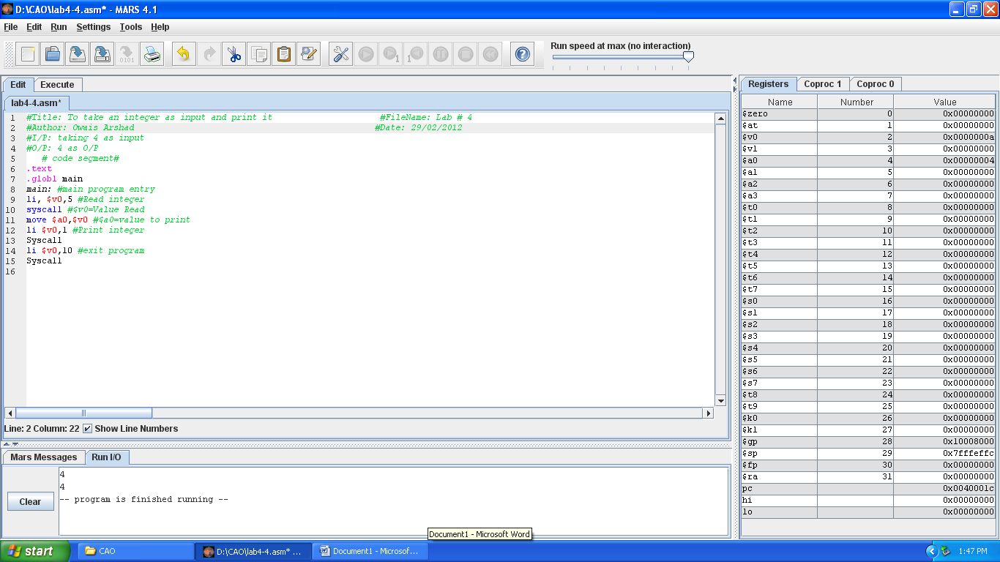 D:\CAO\lab4-4.asm* - MARS 4.1
File Edit Run Settings Tools Help
Run speed at max (no interaction)
Edit Execute
lab4-4.asm*
1 #Title: To take an integer as input and print it #FileName: Lab # 4
2 #Author: Owais Arshad #Date: 29/02/2012
3 #I/P: taking 4 as input
4 #O/P: 4 as O/P
5 # code segment#
6 .text
7 .globl main
8 main: #main program entry
9 li, $v0,5 #Read integer
10 syscall #$v0=Value Read
11 move $a0,$v0 #$a0=value to print
12 li $v0,1 #Print integer
13 Syscall
14 li $v0,10 #exit program
15 Syscall
16
Line: 2 Column: 22 Show Line Numbers
Mars Messages Run I/O
Clear
4
4
-- program is finished running --
Registers Coproc 1 Coproc 0
Name Number Value
$zero 0 0x00000000
$at 1 0x00000000
$v0 2 0x0000000a
$v1 3 0x00000000
$a0 4 0x00000004
$a1 5 0x00000000
$a2 6 0x00000000
$a3 7 0x00000000
$t0 8 0x00000000
$t1 9 0x00000000
$t2 10 0x00000000
$t3 11 0x00000000
$t4 12 0x00000000
$t5 13 0x00000000
$t6 14 0x00000000
$t7 15 0x00000000
$s0 16 0x00000000
$s1 17 0x00000000
$s2 18 0x00000000
$s3 19 0x00000000
$s4 20 0x00000000
$s5 21 0x00000000
$s6 22 0x00000000
$s7 23 0x00000000
$t8 24 0x00000000
$t9 25 0x00000000
$k0 26 0x00000000
$k1 27 0x00000000
$gp 28 0x10008000
$sp 29 0x7fffeffc
$fp 30 0x00000000
$ra 31 0x00000000
pc 0x0040001c
hi 0x00000000
lo 0x00000000
Document1 - Microsoft Word
start CAO D:\CAO\lab4-4.asm* ... Document1 - Microsof... 1:47 PM